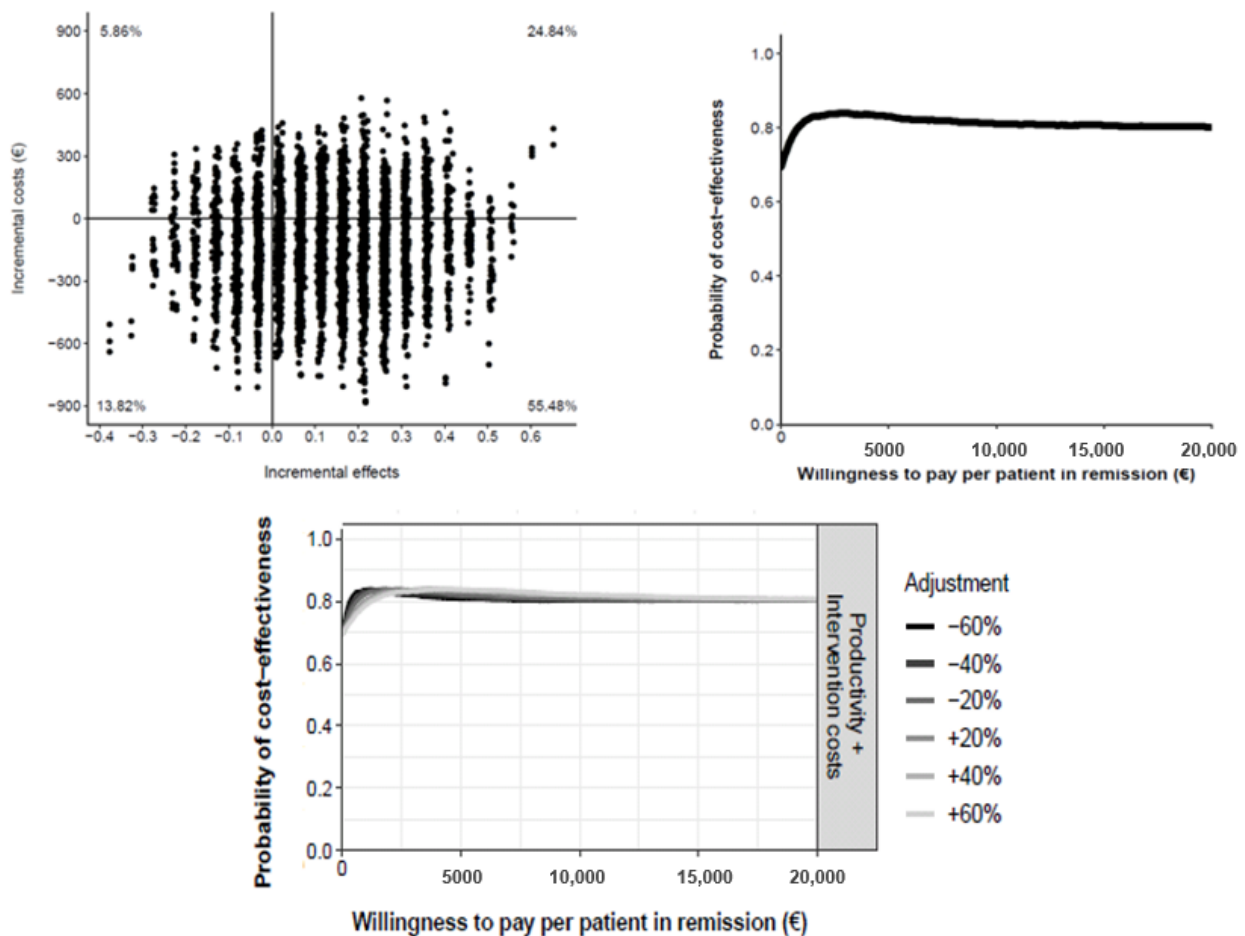 900
600
300
0
−300
−600
−900
Incremental costs (€)
5.86%
24.84%
13.82%
55.48%
−0.4 −0.3 −0.2 −0.1 0.0 0.1 0.2 0.3 0.4 0.5 0.6
Incremental effects
1.0
0.8
0.6
0.4
0.2
0.0
Probability of cost−effectiveness
0 5000 10,000 15,000 20,000
Willingness to pay per patient in remission (€)
1.0
0.8
0.6
0.4
0.2
0.0
Probability of cost−effectiveness
0 5000 10,000 15,000 20,000
Willingness to pay per patient in remission (€)
Productivity +
Intervention costs
Adjustment
−60%
−40%
−20%
+20%
+40%
+60%